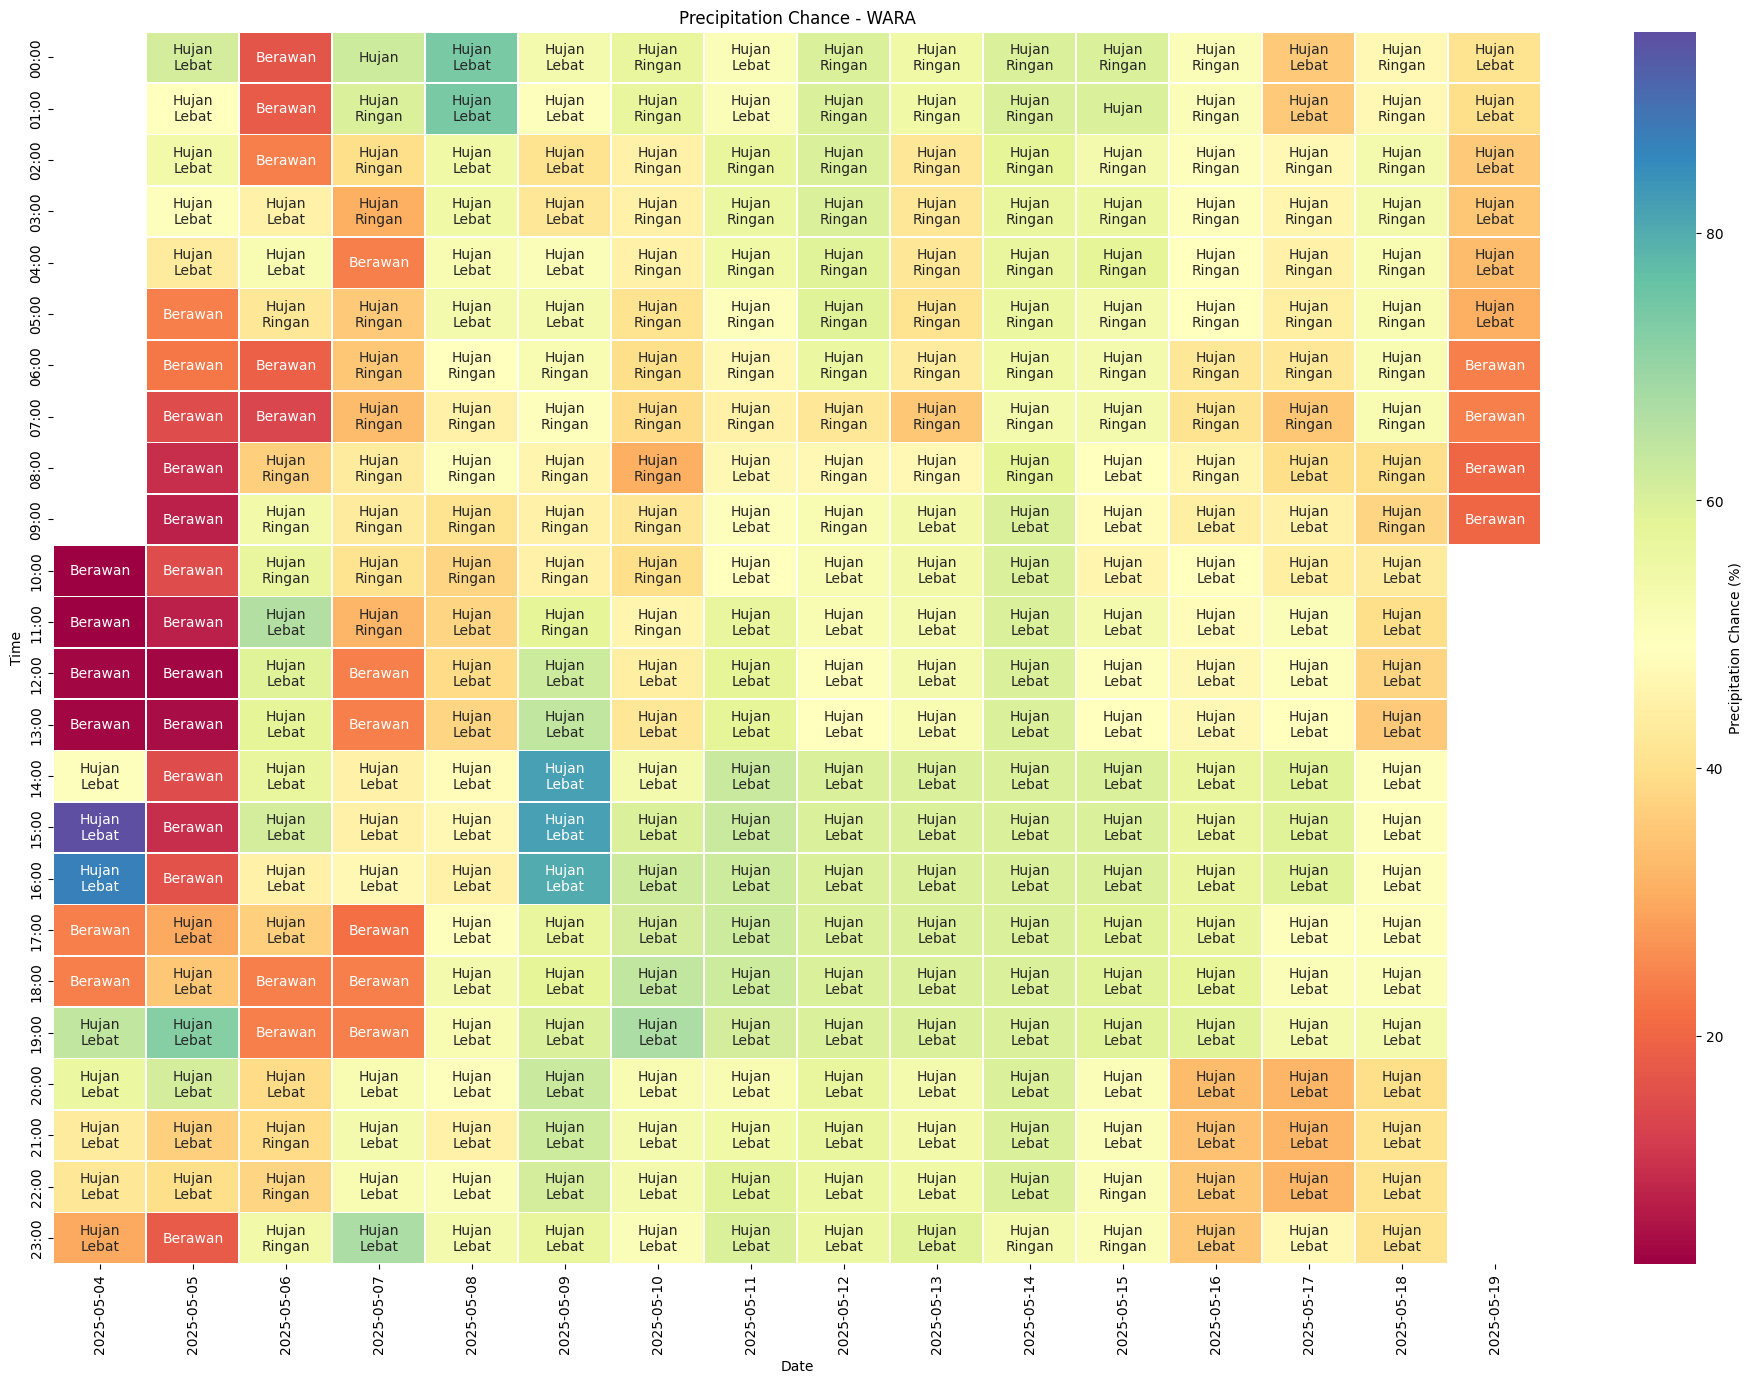 Precipitation Chance - WARA
00:00 Hujan Lebat Berawan Hujan Hujan Lebat Hujan Lebat Hujan Ringan Hujan Lebat Hujan Ringan Hujan Ringan Hujan Ringan Hujan Ringan Hujan Ringan Hujan Lebat Hujan Ringan Hujan Lebat
01:00 Hujan Lebat Berawan Hujan Ringan Hujan Lebat Hujan Lebat Hujan Ringan Hujan Lebat Hujan Ringan Hujan Ringan Hujan Ringan Hujan Hujan Ringan Hujan Lebat Hujan Ringan Hujan Lebat
02:00 Hujan Lebat Berawan Hujan Ringan Hujan Lebat Hujan Lebat Hujan Ringan Hujan Ringan Hujan Ringan Hujan Ringan Hujan Ringan Hujan Ringan Hujan Ringan Hujan Ringan Hujan Ringan Hujan Lebat
03:00 Hujan Lebat Hujan Lebat Hujan Ringan Hujan Lebat Hujan Lebat Hujan Ringan Hujan Ringan Hujan Ringan Hujan Ringan Hujan Ringan Hujan Ringan Hujan Ringan Hujan Ringan Hujan Ringan Hujan Lebat
04:00 Hujan Lebat Hujan Lebat Berawan Hujan Lebat Hujan Lebat Hujan Ringan Hujan Ringan Hujan Ringan Hujan Ringan Hujan Ringan Hujan Ringan Hujan Ringan Hujan Ringan Hujan Ringan Hujan Lebat
05:00 Berawan Hujan Ringan Hujan Ringan Hujan Lebat Hujan Lebat Hujan Ringan Hujan Ringan Hujan Ringan Hujan Ringan Hujan Ringan Hujan Ringan Hujan Ringan Hujan Ringan Hujan Ringan Hujan Lebat
06:00 Berawan Berawan Hujan Ringan Hujan Ringan Hujan Ringan Hujan Ringan Hujan Ringan Hujan Ringan Hujan Ringan Hujan Ringan Hujan Ringan Hujan Ringan Hujan Ringan Hujan Ringan Berawan
07:00 Berawan Berawan Hujan Ringan Hujan Ringan Hujan Ringan Hujan Ringan Hujan Ringan Hujan Ringan Hujan Ringan Hujan Ringan Hujan Ringan Hujan Ringan Hujan Ringan Hujan Ringan Berawan
08:00 Berawan Hujan Ringan Hujan Ringan Hujan Ringan Hujan Ringan Hujan Ringan Hujan Lebat Hujan Ringan Hujan Ringan Hujan Ringan Hujan Lebat Hujan Ringan Hujan Lebat Hujan Ringan Berawan
09:00 Berawan Hujan Ringan Hujan Ringan Hujan Ringan Hujan Ringan Hujan Ringan Hujan Lebat Hujan Ringan Hujan Lebat Hujan Lebat Hujan Lebat Hujan Lebat Hujan Lebat Hujan Ringan Berawan
10:00 Berawan Berawan Hujan Ringan Hujan Ringan Hujan Ringan Hujan Ringan Hujan Ringan Hujan Lebat Hujan Lebat Hujan Lebat Hujan Lebat Hujan Lebat Hujan Lebat Hujan Lebat Hujan Lebat
11:00 Berawan Berawan Hujan Lebat Hujan Ringan Hujan Lebat Hujan Ringan Hujan Ringan Hujan Lebat Hujan Lebat Hujan Lebat Hujan Lebat Hujan Lebat Hujan Lebat Hujan Lebat Hujan Lebat
12:00 Berawan Berawan Hujan Lebat Berawan Hujan Lebat Hujan Lebat Hujan Lebat Hujan Lebat Hujan Lebat Hujan Lebat Hujan Lebat Hujan Lebat Hujan Lebat Hujan Lebat Hujan Lebat
13:00 Berawan Berawan Hujan Lebat Berawan Hujan Lebat Hujan Lebat Hujan Lebat Hujan Lebat Hujan Lebat Hujan Lebat Hujan Lebat Hujan Lebat Hujan Lebat Hujan Lebat Hujan Lebat
14:00 Hujan Lebat Berawan Hujan Lebat Hujan Lebat Hujan Lebat Hujan Lebat Hujan Lebat Hujan Lebat Hujan Lebat Hujan Lebat Hujan Lebat Hujan Lebat Hujan Lebat Hujan Lebat Hujan Lebat
15:00 Hujan Lebat Berawan Hujan Lebat Hujan Lebat Hujan Lebat Hujan Lebat Hujan Lebat Hujan Lebat Hujan Lebat Hujan Lebat Hujan Lebat Hujan Lebat Hujan Lebat Hujan Lebat Hujan Lebat
16:00 Hujan Lebat Berawan Hujan Lebat Hujan Lebat Hujan Lebat Hujan Lebat Hujan Lebat Hujan Lebat Hujan Lebat Hujan Lebat Hujan Lebat Hujan Lebat Hujan Lebat Hujan Lebat Hujan Lebat
17:00 Berawan Hujan Lebat Hujan Lebat Berawan Hujan Lebat Hujan Lebat Hujan Lebat Hujan Lebat Hujan Lebat Hujan Lebat Hujan Lebat Hujan Lebat Hujan Lebat Hujan Lebat Hujan Lebat
18:00 Berawan Hujan Lebat Berawan Berawan Hujan Lebat Hujan Lebat Hujan Lebat Hujan Lebat Hujan Lebat Hujan Lebat Hujan Lebat Hujan Lebat Hujan Lebat Hujan Lebat Hujan Lebat
19:00 Hujan Lebat Hujan Lebat Berawan Berawan Hujan Lebat Hujan Lebat Hujan Lebat Hujan Lebat Hujan Lebat Hujan Lebat Hujan Lebat Hujan Lebat Hujan Lebat Hujan Lebat Hujan Lebat
20:00 Hujan Lebat Hujan Lebat Hujan Lebat Hujan Lebat Hujan Lebat Hujan Lebat Hujan Lebat Hujan Lebat Hujan Lebat Hujan Lebat Hujan Lebat Hujan Lebat Hujan Lebat Hujan Lebat Hujan Lebat
21:00 Hujan Lebat Hujan Lebat Hujan Ringan Hujan Lebat Hujan Lebat Hujan Lebat Hujan Lebat Hujan Lebat Hujan Lebat Hujan Lebat Hujan Lebat Hujan Lebat Hujan Lebat Hujan Lebat Hujan Lebat
22:00 Hujan Lebat Hujan Lebat Hujan Ringan Hujan Lebat Hujan Lebat Hujan Lebat Hujan Lebat Hujan Lebat Hujan Lebat Hujan Lebat Hujan Lebat Hujan Ringan Hujan Lebat Hujan Lebat Hujan Lebat
23:00 Hujan Lebat Berawan Hujan Ringan Hujan Lebat Hujan Lebat Hujan Lebat Hujan Lebat Hujan Lebat Hujan Lebat Hujan Lebat Hujan Ringan Hujan Ringan Hujan Lebat Hujan Lebat Hujan Lebat
Time
2025-05-04 2025-05-05 2025-05-06 2025-05-07 2025-05-08 2025-05-09 2025-05-10 2025-05-11 2025-05-12 2025-05-13 2025-05-14 2025-05-15 2025-05-16 2025-05-17 2025-05-18 2025-05-19
Date
80
60
40
20
Precipitation Chance (%)